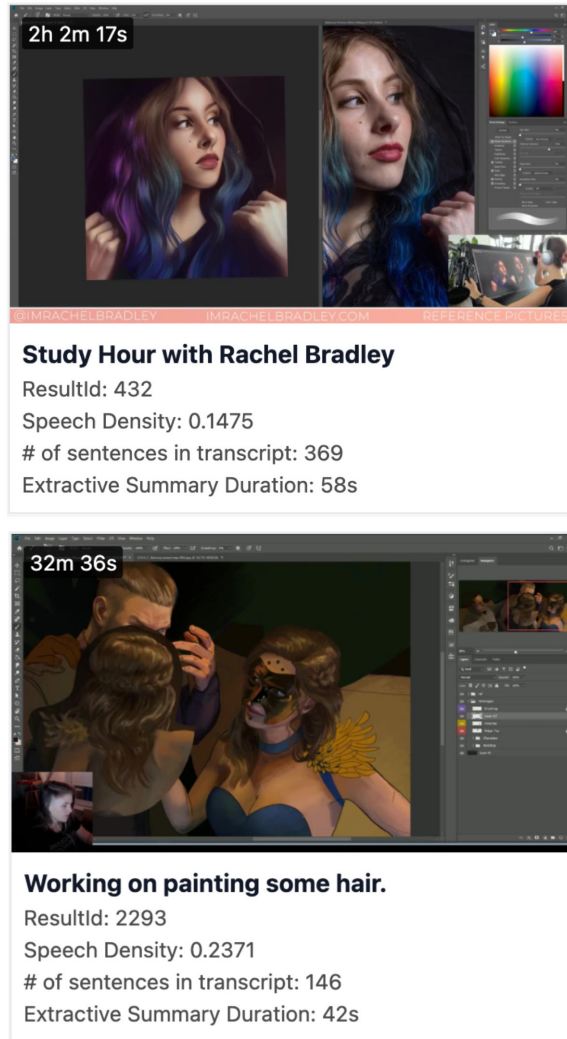 2h 2m 17s
@IMRACHELBRADLEY IMRACHELBRADLEY.COM REFERENCE PICTURES
Study Hour with Rachel Bradley
ResultId: 432
Speech Density: 0.1475
# of sentences in transcript: 369
Extractive Summary Duration: 58s
32m 36s
Working on painting some hair.
ResultId: 2293
Speech Density: 0.2371
# of sentences in transcript: 146
Extractive Summary Duration: 42s